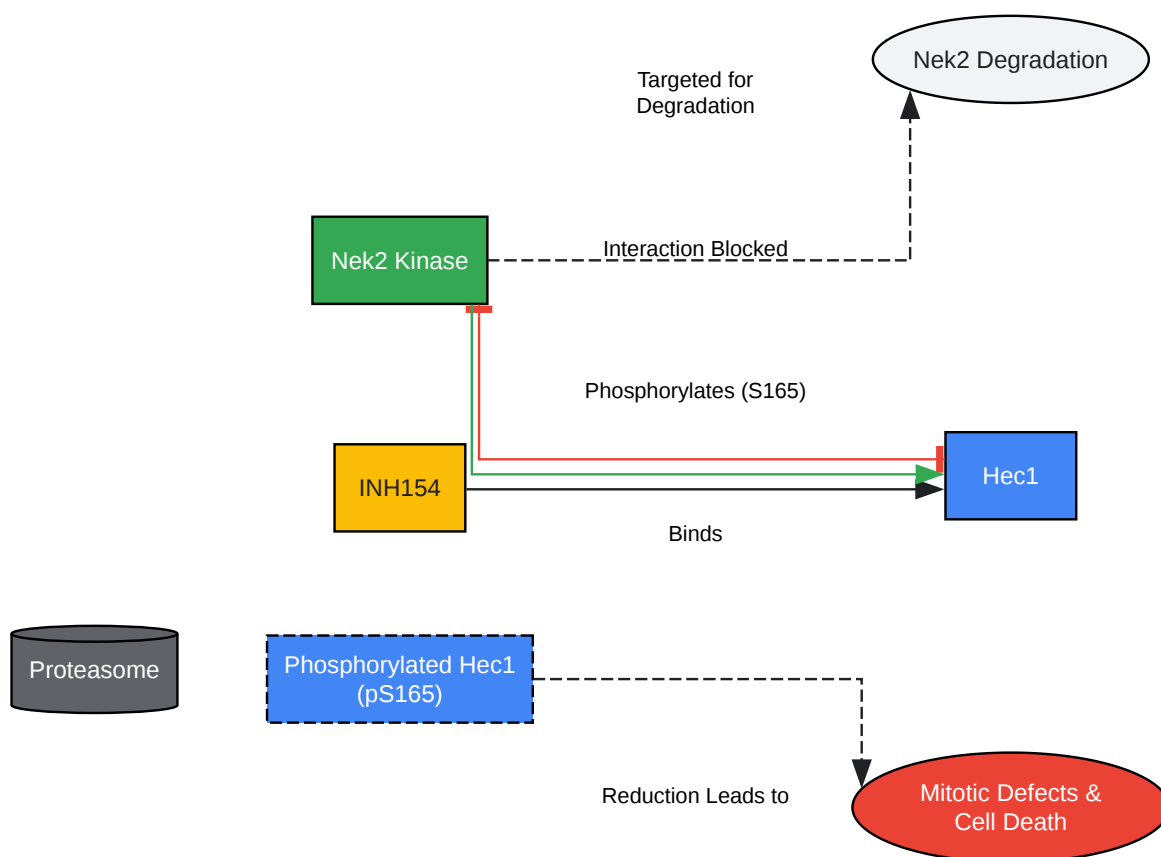 Nek2 Degradation
Targeted for
Degradation
Nek2 Kinase
Interaction Blocked
Phosphorylates (S165)
INH154
Hec1
Binds
Proteasome
Phosphorylated Hec1
(pS165)
Reduction Leads to
Mitotic Defects &
Cell Death